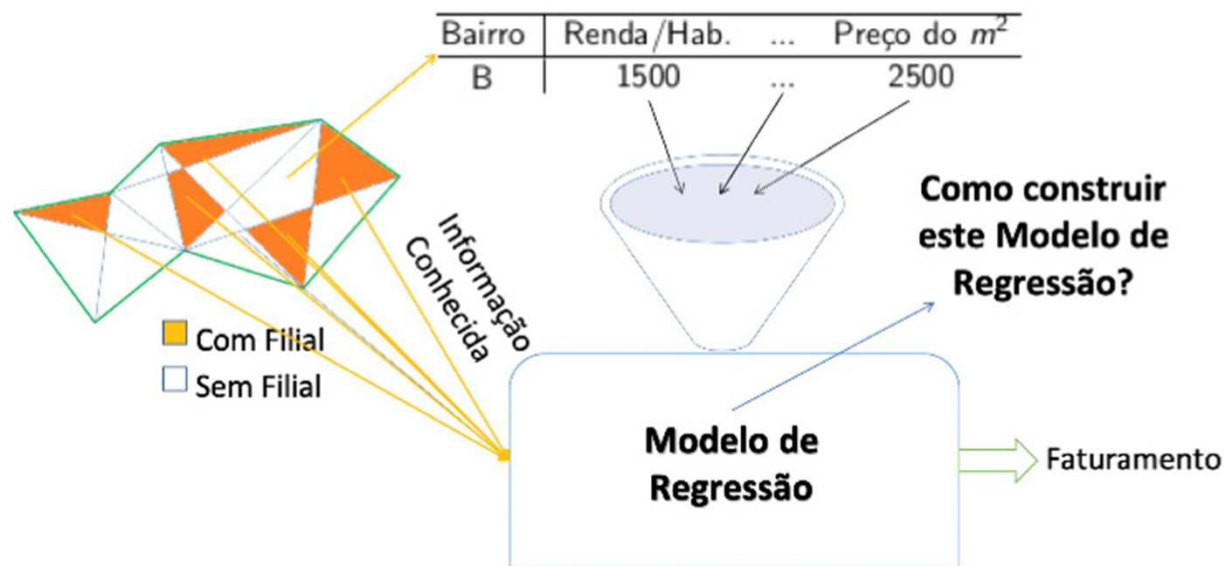 Bairro Renda/Hab. ... Preço do m²
B 1500 ... 2500
Como construir
este Modelo de
Regressão?
Informação
Conhecida
Com Filial
Sem Filial
Modelo de
Regressão
Faturamento